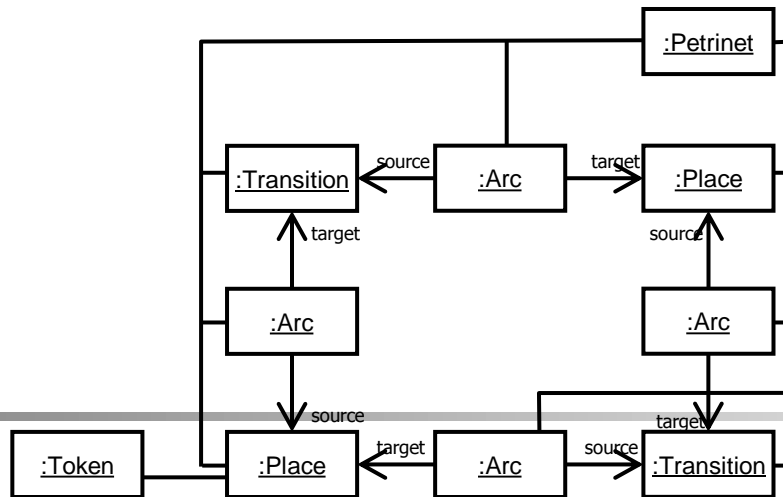 :Petrinet
source
target
:Transition
:Arc
:Place
target
source
:Arc
:Arc
source
target
target
source
:Token
:Place
:Arc
:Transition